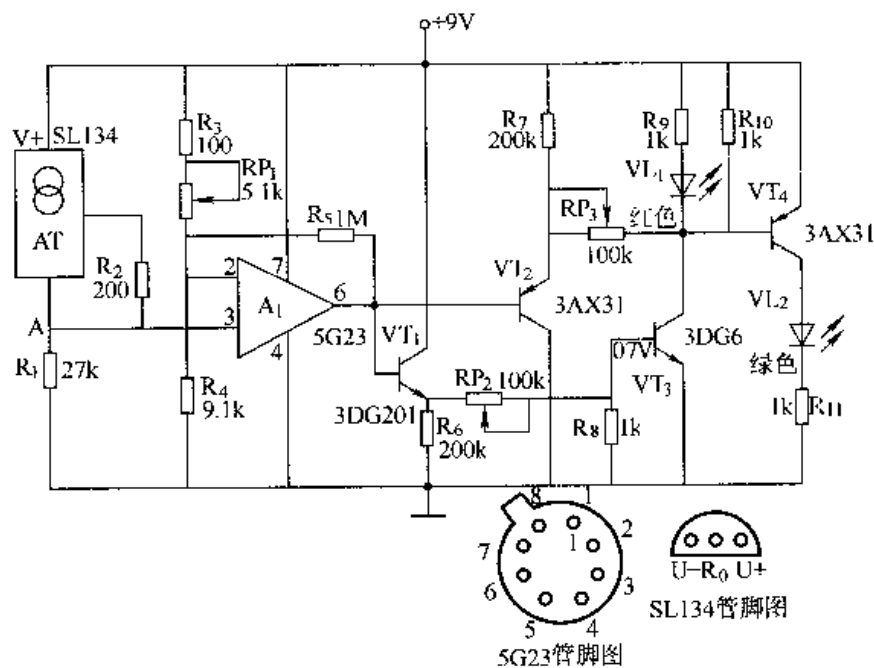 ÷9V
V+ SL134
AT
R₃
100
RP₁
5.1k
R₅ 1M
R₂
200
A
R₁ 27k
R₄
9.1k
2
3
7
4
6
A₁
5G23
VT₁
3DG201
RP₂ 100k
R₆
200k
R₇
200k
VT₂
3AX31
RP₃
100k
红色
R₉
1k
VL₁
R₁₀
1k
VT₄
3AX31
VL₂
绿色
1k R₁₁
07V
3DG6
VT₃
R₈ 1k
8 1
1
2
3
4
5
6
7
5G23管脚图
U−R₀ U+
SL134管脚图